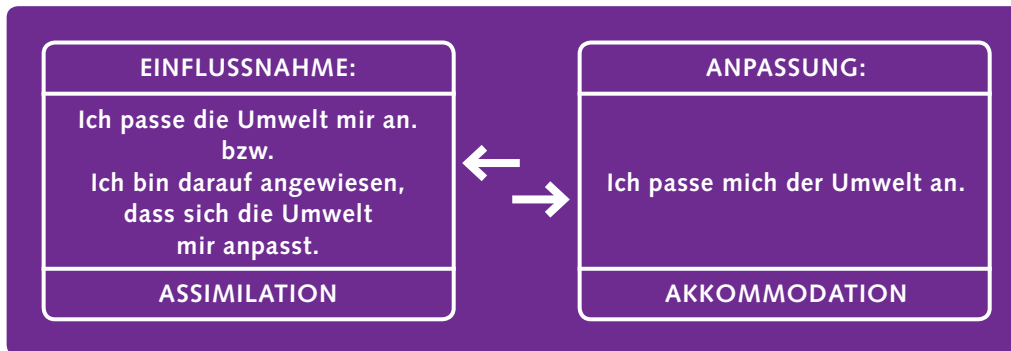 EINFLUSSNAHME:
Ich passe die Umwelt mir an.
bzw.
Ich bin darauf angewiesen,
dass sich die Umwelt
mir anpasst.
ASSIMILATION
ANPASSUNG:
Ich passe mich der Umwelt an.
AKKOMMODATION